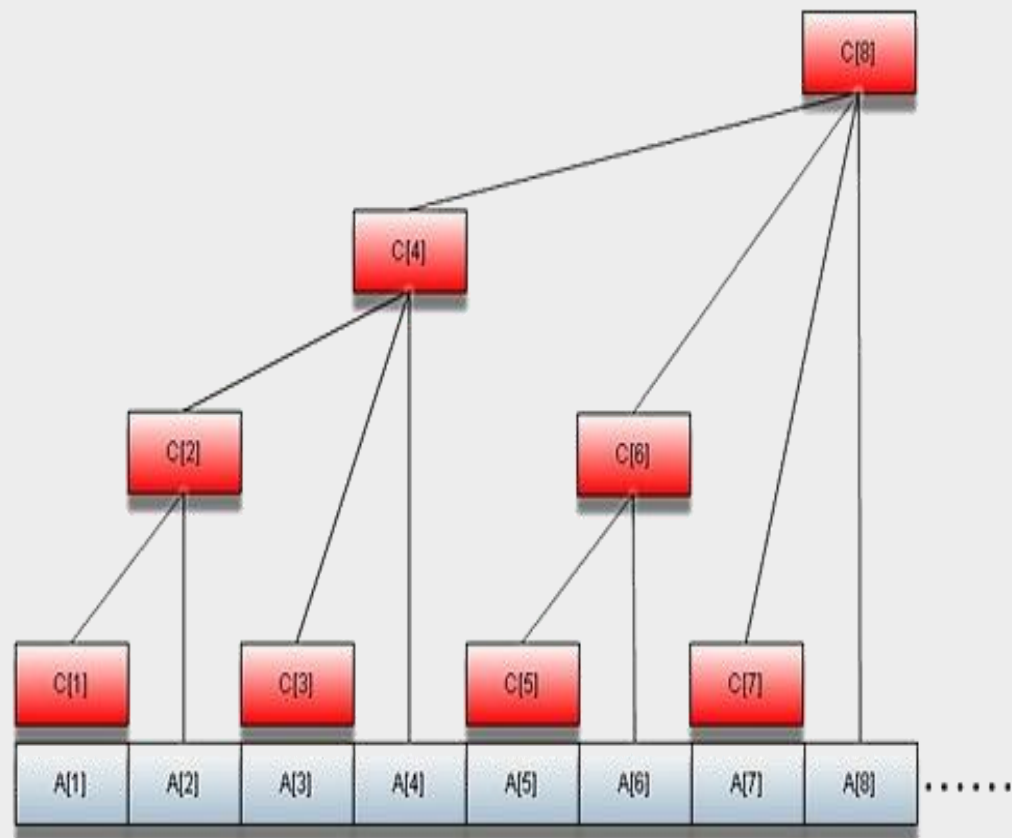 C[8]
C[4]
C[2]
C[6]
C[1] C[3] C[5] C[7]
A[1] A[2] A[3] A[4] A[5] A[6] A[7] A[8] ......